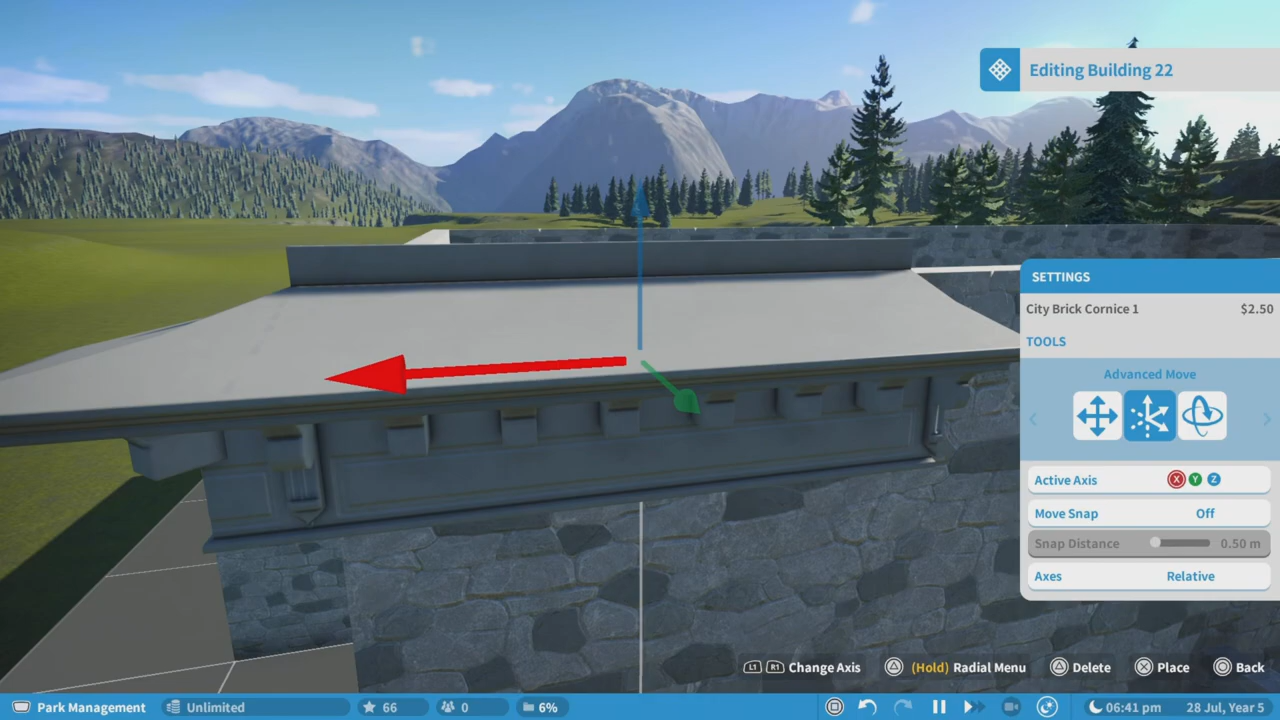 Editing Building 22
SETTINGS
City Brick Cornice 1 $2.50
TOOLS
Advanced Move
Active Axis X Y Z
Move Snap Off
Snap Distance 0.50 m
Axes Relative
L1 R1 Change Axis (Hold) Radial Menu Delete Place Back
Park Management Unlimited 66 0 6% 06:41 pm 28 Jul, Year 5